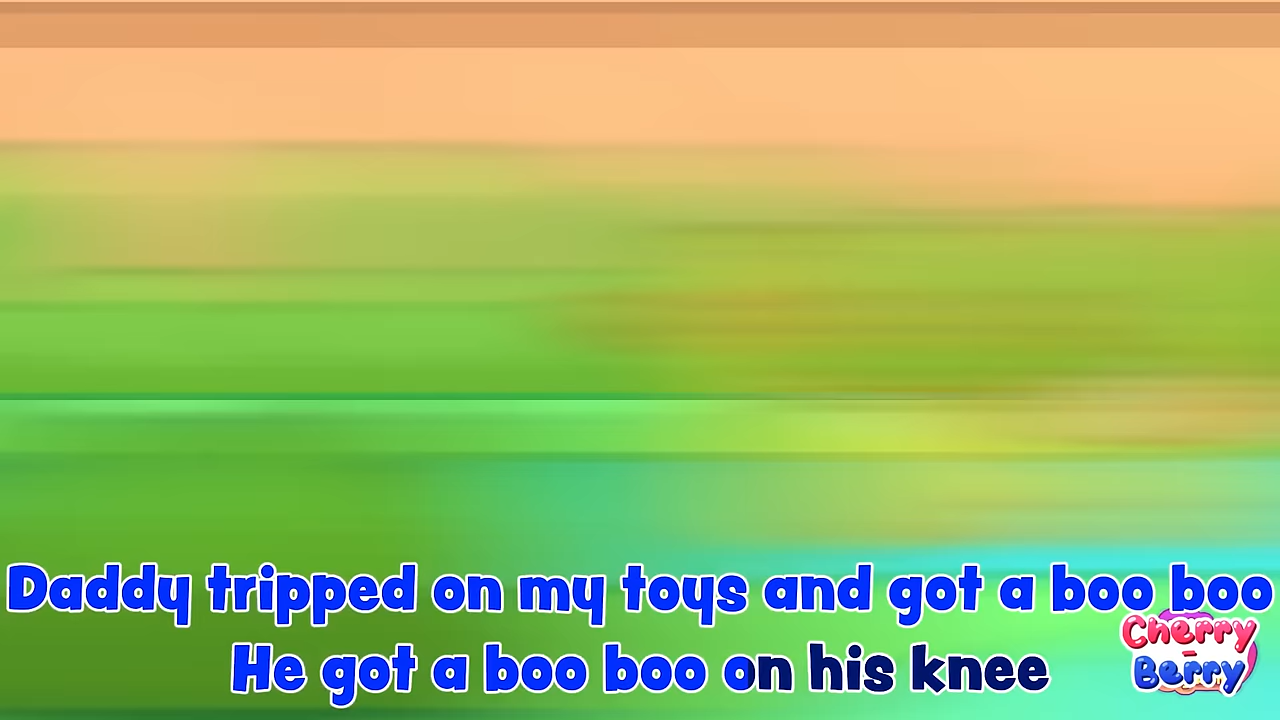 Daddy tripped on my toys and got a boo boo
He got a boo boo on his knee
Cherry
-
Berry